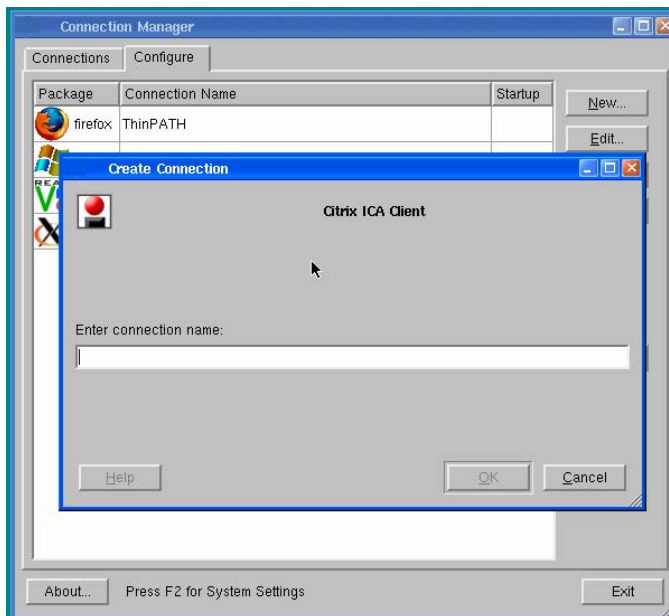 Connection Manager
Connections Configure
Package Connection Name Startup
New...
firefox ThinPATH
Edit...
Create Connection
REA
V
Citrix ICA Client
Enter connection name:
Help OK Cancel
About... Press F2 for System Settings Exit